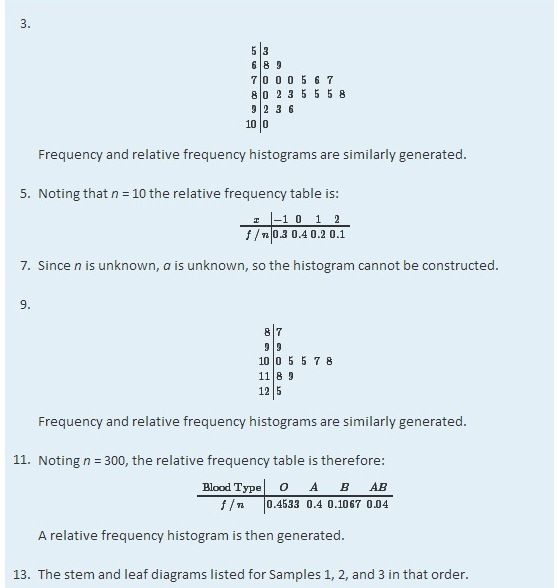 3.
5|3
6|8 9
7|0 0 0 5 6 7
8|0 2 3 5 5 5 8
9|2 3 6
10|0
Frequency and relative frequency histograms are similarly generated.
5. Noting that n = 10 the relative frequency table is:
x |-1 0 1 2
f/n|0.3 0.4 0.2 0.1
7. Since n is unknown, a is unknown, so the histogram cannot be constructed.
9.
8|7
9|9
10|0 5 5 7 8
11|8 9
12|5
Frequency and relative frequency histograms are similarly generated.
11. Noting n = 300, the relative frequency table is therefore:
Blood Type| O A B AB
f/n |0.4533 0.4 0.1067 0.04
A relative frequency histogram is then generated.
13. The stem and leaf diagrams listed for Samples 1, 2, and 3 in that order.